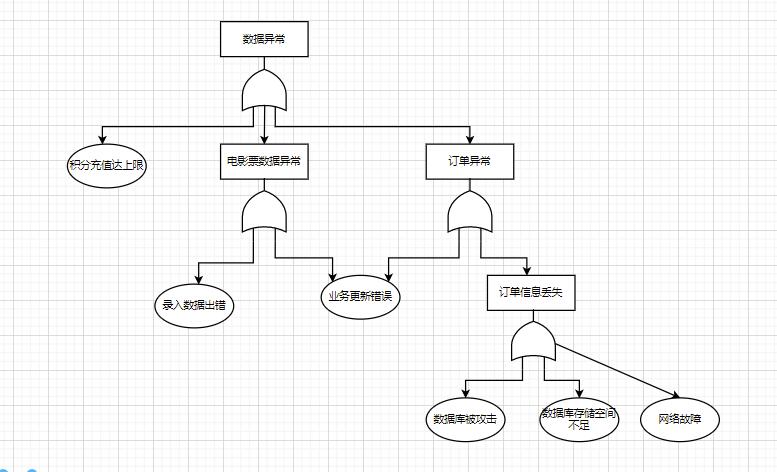 数据异常
积分充值达上限
电影票数据异常
订单异常
录入数据出错
业务更新错误
订单信息丢失
数据库被攻击
数据库存储空间
不足
网络故障